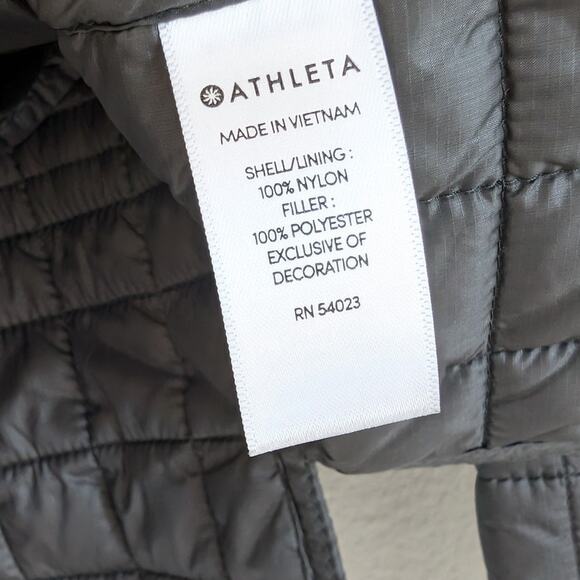 ATHLETA
MADE IN VIETNAM
SHELL/LINING :
100% NYLON
FILLER :
100% POLYESTER
EXCLUSIVE OF
DECORATION
RN 54023